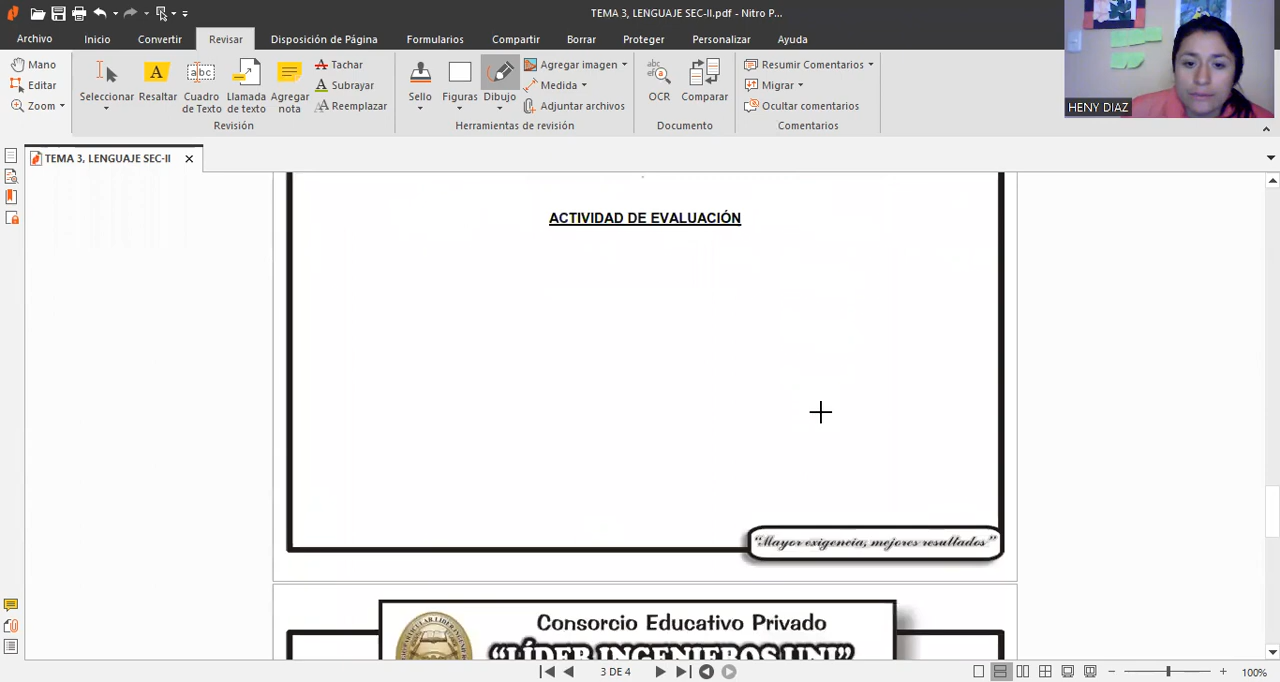 TEMA 3, LENGUAJE SEC-II.pdf - Nitro P...
Archivo Inicio Convertir Revisar Disposición de Página Formularios Compartir Borrar Proteger Personalizar Ayuda
Mano
Editar
Zoom
Seleccionar
Resaltar
Cuadro de Texto
Llamada de texto
Agregar nota
Tachar
Subrayar
Reemplazar
Revisión
Sello
Figuras
Dibujo
Agregar imagen
Medida
Adjuntar archivos
Herramientas de revisión
OCR
Comparar
Documento
Resumir Comentarios
Migrar
Ocultar comentarios
Comentarios
HENY DIAZ
TEMA 3, LENGUAJE SEC-II
ACTIVIDAD DE EVALUACIÓN
"Mayor exigencia, mejores resultados"
Consorcio Educativo Privado
"LÍDER INGENIEROS UNI"
3 DE 4
100%